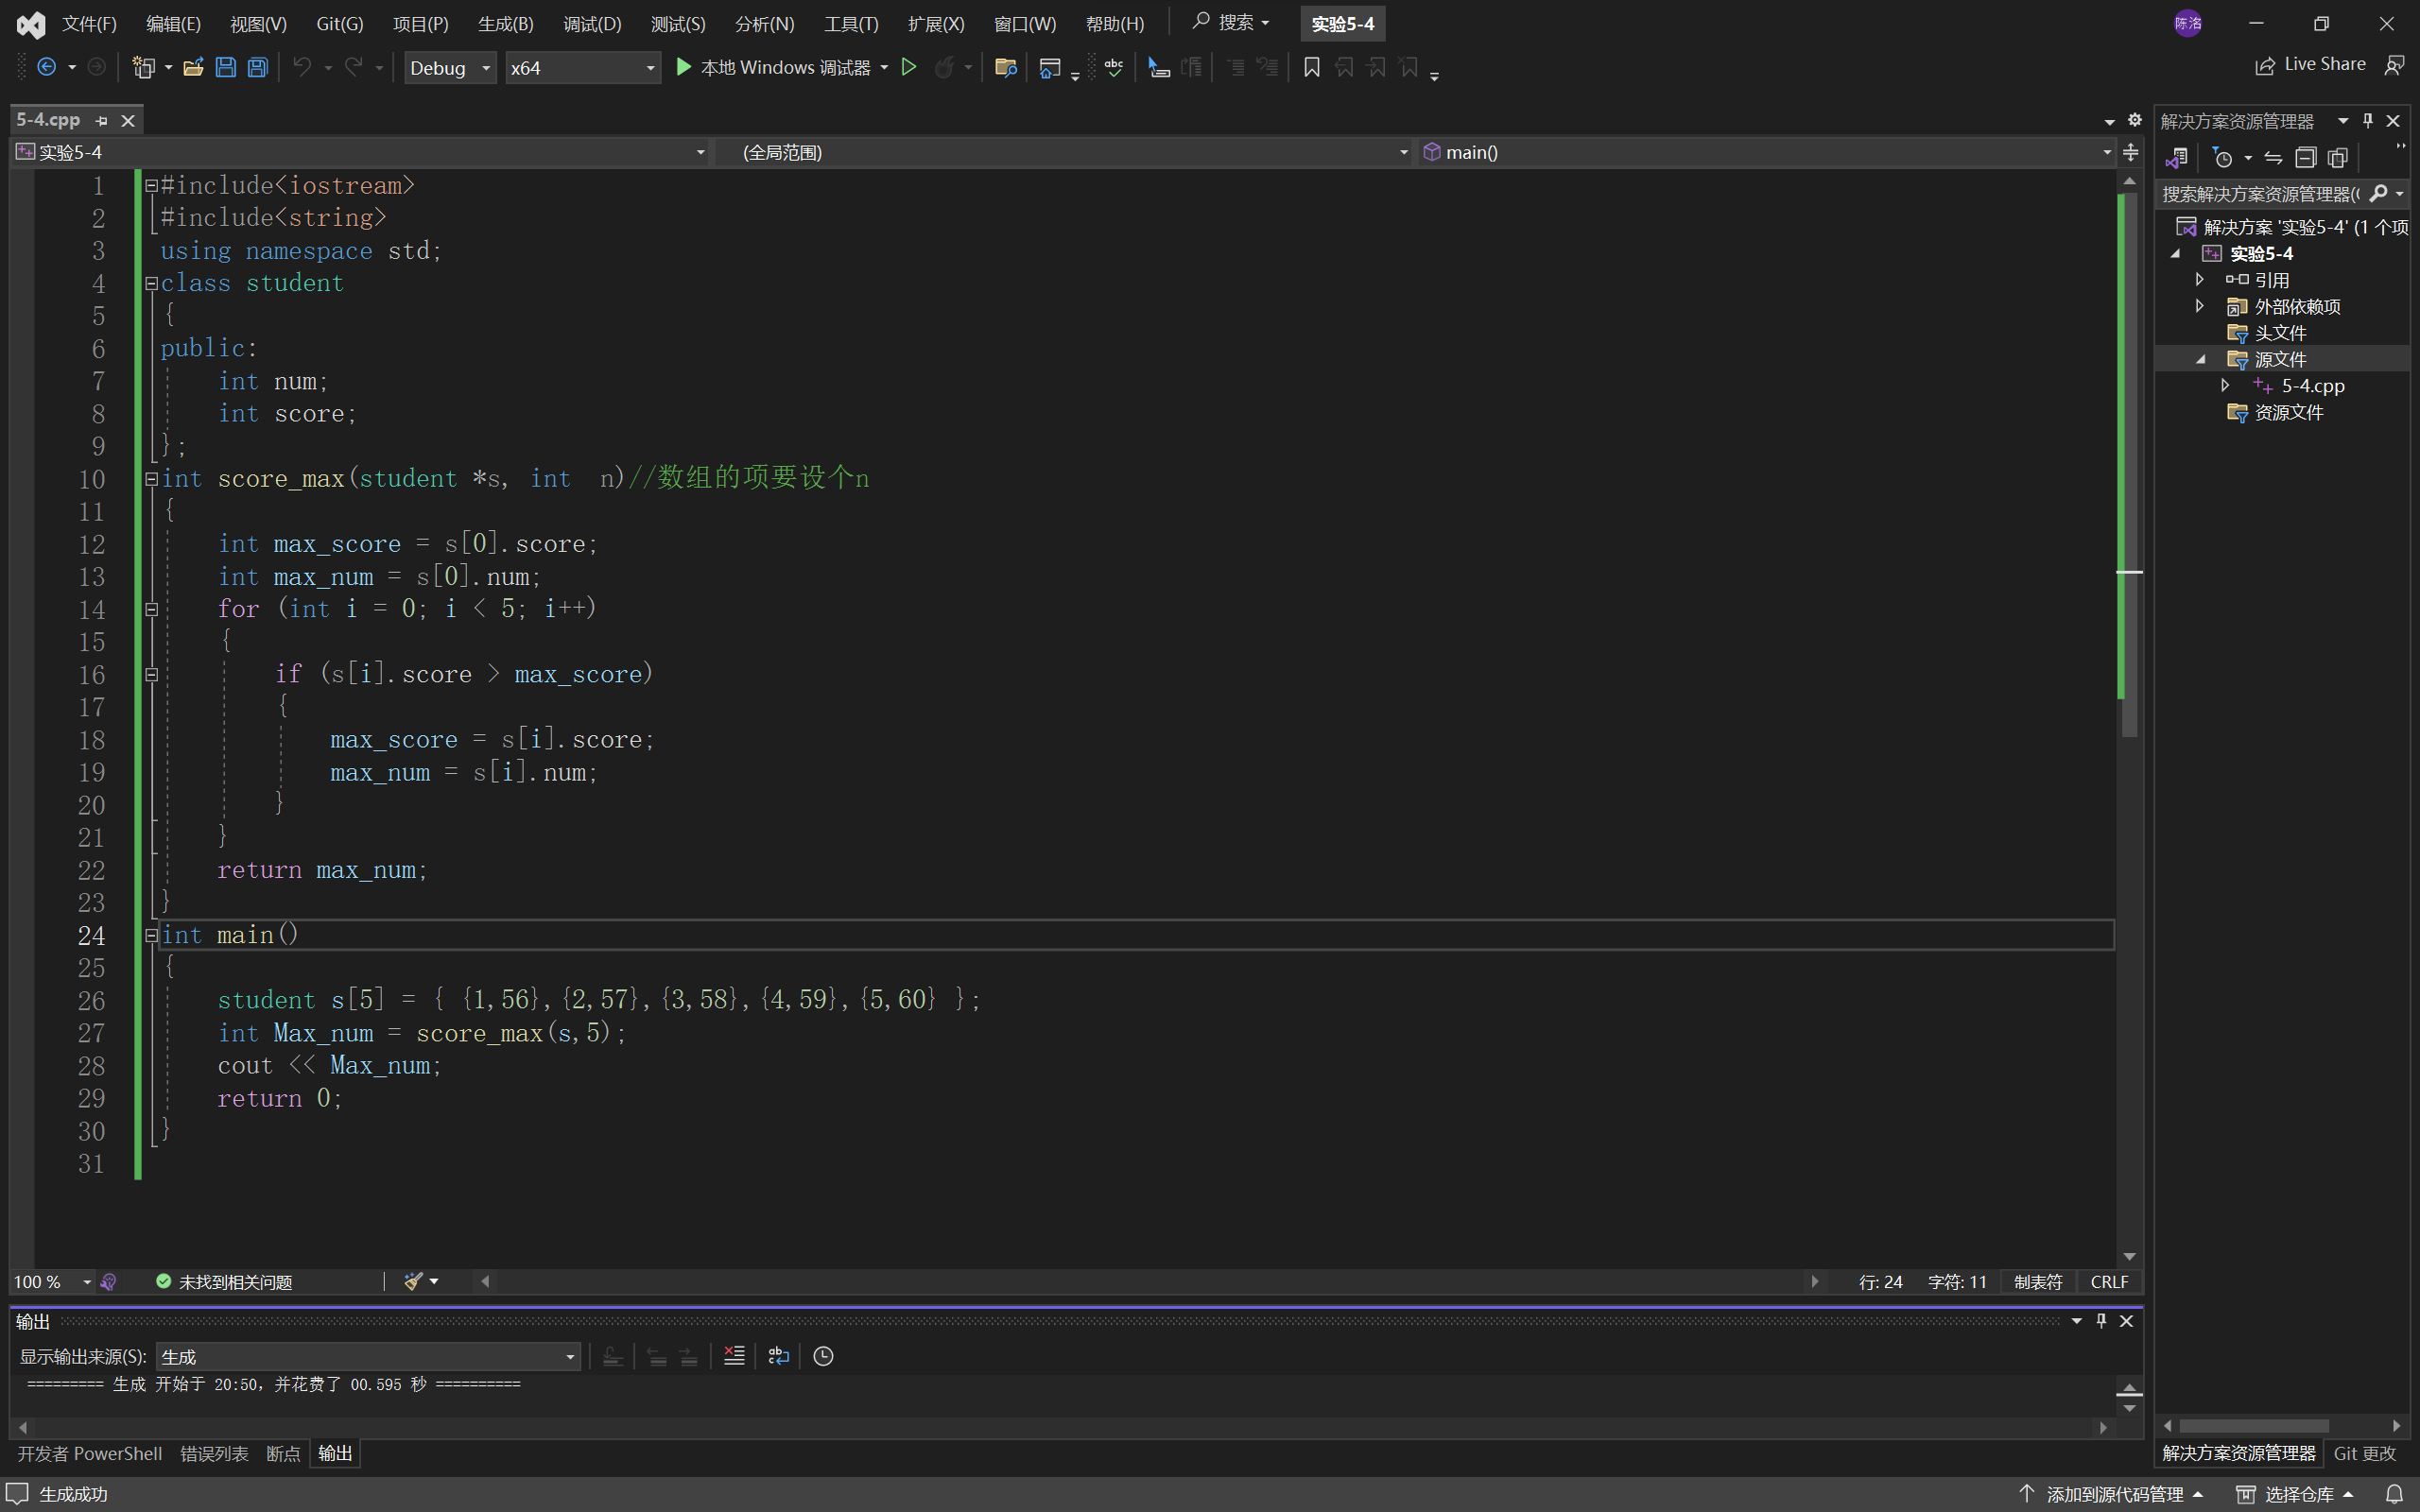 文件(F) 编辑(E) 视图(V) Git(G) 项目(P) 生成(B) 调试(D) 测试(S) 分析(N) 工具(T) 扩展(X) 窗口(W) 帮助(H) 搜索 实验5-4 陈洛
Debug x64 本地 Windows 调试器 Live Share
5-4.cpp
实验5-4 (全局范围) main()
1 #include<iostream>
2 #include<string>
3 using namespace std;
4 class student
5 {
6 public:
7 int num;
8 int score;
9 };
10 int score_max(student *s, int  n)//数组的项要设个n
11 {
12 int max_score = s[0].score;
13 int max_num = s[0].num;
14 for (int i = 0; i < 5; i++)
15 {
16 if (s[i].score > max_score)
17 {
18 max_score = s[i].score;
19 max_num = s[i].num;
20 }
21 }
22 return max_num;
23 }
24 int main()
25 {
26 student s[5] = { {1,56},{2,57},{3,58},{4,59},{5,60} };
27 int Max_num = score_max(s,5);
28 cout << Max_num;
29 return 0;
30 }
31
100 % 未找到相关问题 行: 24 字符: 11 制表符 CRLF
输出
显示输出来源(S): 生成
========= 生成 开始于 20:50，并花费了 00.595 秒 ==========
开发者 PowerShell 错误列表 断点 输出
解决方案资源管理器
搜索解决方案资源管理器(
解决方案 '实验5-4' (1 个项
实验5-4
引用
外部依赖项
头文件
源文件
5-4.cpp
资源文件
解决方案资源管理器 Git 更改
生成成功 添加到源代码管理 选择仓库